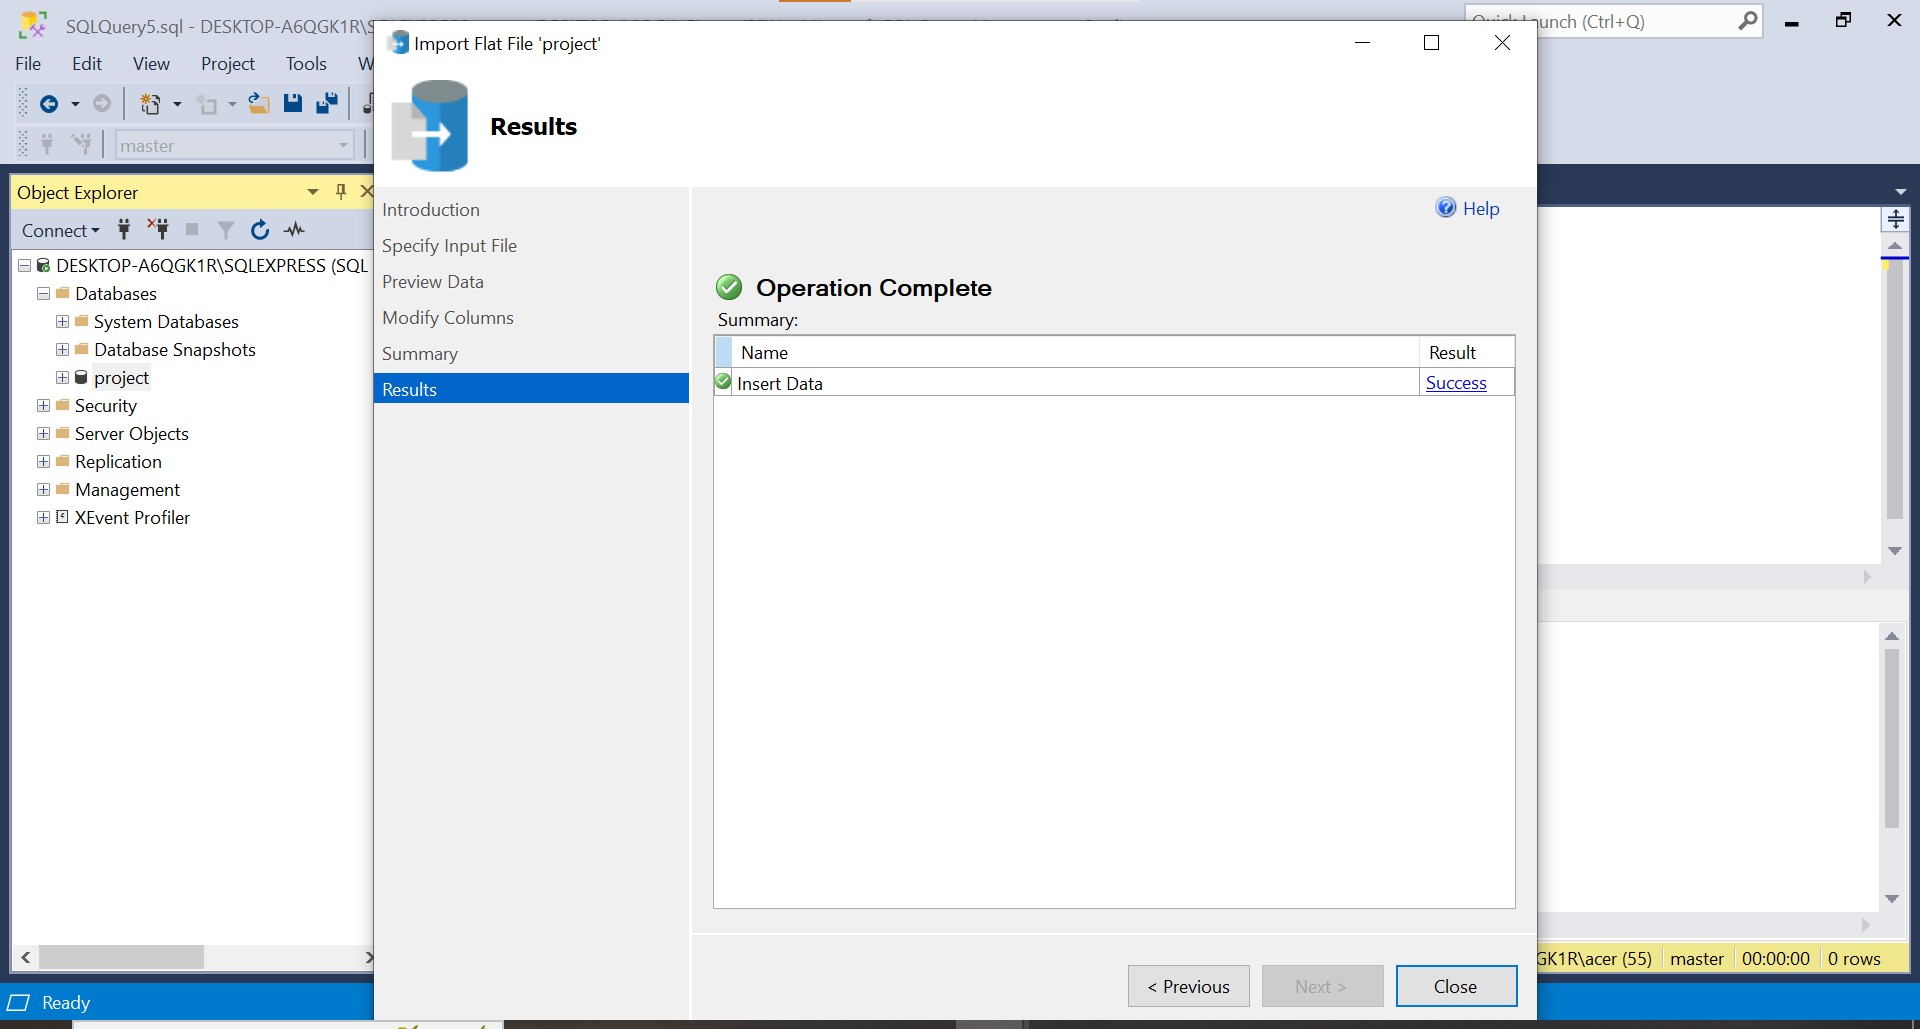 SQLQuery5.sql - DESKTOP-A6QGK1R\S
unch (Ctrl+Q)
File Edit View Project Tools W
master
Import Flat File 'project'
Results
Object Explorer
Connect
DESKTOP-A6QGK1R\SQLEXPRESS (SQL
Databases
System Databases
Database Snapshots
project
Security
Server Objects
Replication
Management
XEvent Profiler
Introduction
Specify Input File
Preview Data
Modify Columns
Summary
Results
Help
Operation Complete
Summary:
Name Result
Insert Data Success
< Previous Next > Close
GK1R\acer (55) master 00:00:00 0 rows
Ready